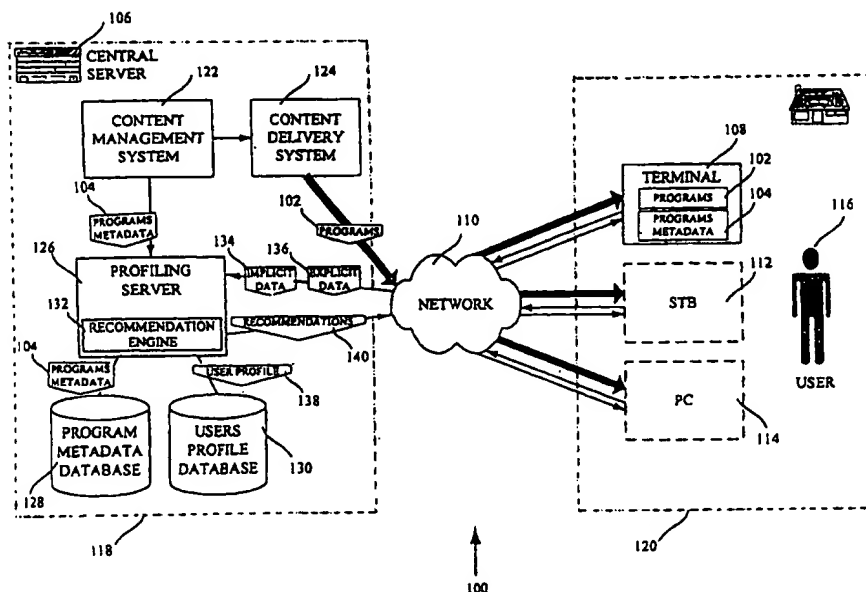 106
CENTRAL
SERVER
122
124
CONTENT
MANAGEMENT
SYSTEM
CONTENT
DELIVERY
SYSTEM
104
PROGRAMS
METADATA
102
PROGRAMS
126
134
136
IMPLICIT
DATA
EXPLICIT
DATA
PROFILING
SERVER
132
RECOMMENDATION
ENGINE
RECOMMENDATIONS
140
104
PROGRAMS
METADATA
USER PROFILE
138
PROGRAM
METADATA
DATABASE
128
USERS
PROFILE
DATABASE
130
118
110
NETWORK
108
102
TERMINAL
104
PROGRAMS
PROGRAMS
METADATA
116
112
STB
USER
PC
114
120
100